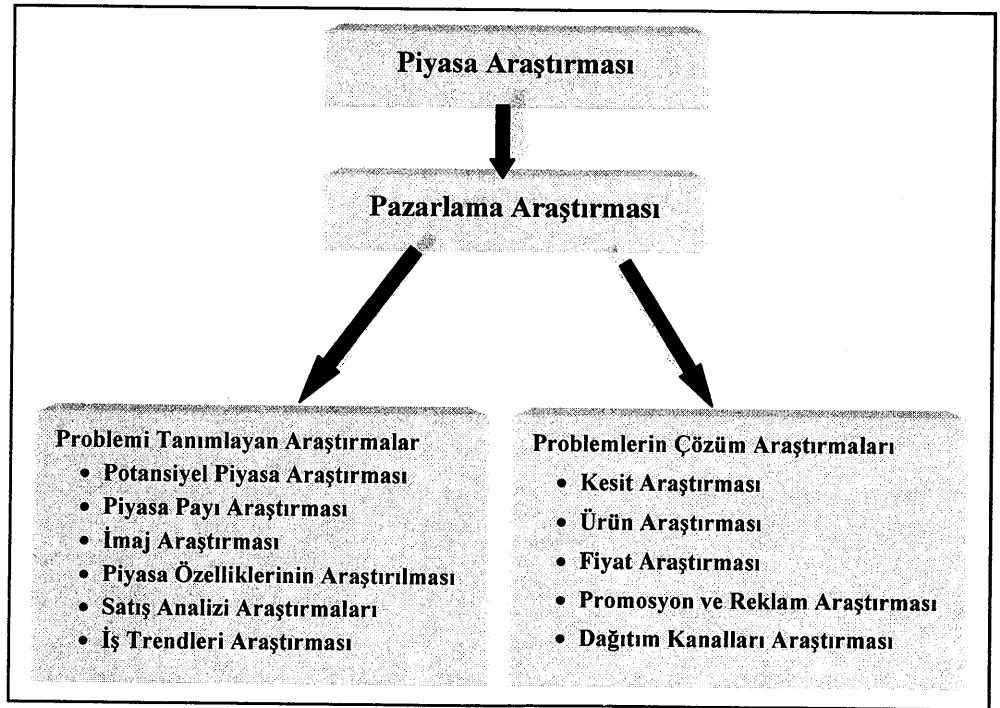 Piyasa Araştırması
Pazarlama Araştırması
Problemi Tanımlayan Araştırmalar
• Potansiyel Piyasa Araştırması
• Piyasa Payı Araştırması
• İmaj Araştırması
• Piyasa Özelliklerinin Araştırılması
• Satış Analizi Araştırmaları
• İş Trendleri Araştırması
Problemlerin Çözüm Araştırmaları
• Kesit Araştırması
• Ürün Araştırması
• Fiyat Araştırması
• Promosyon ve Reklam Araştırması
• Dağıtım Kanalları Araştırması